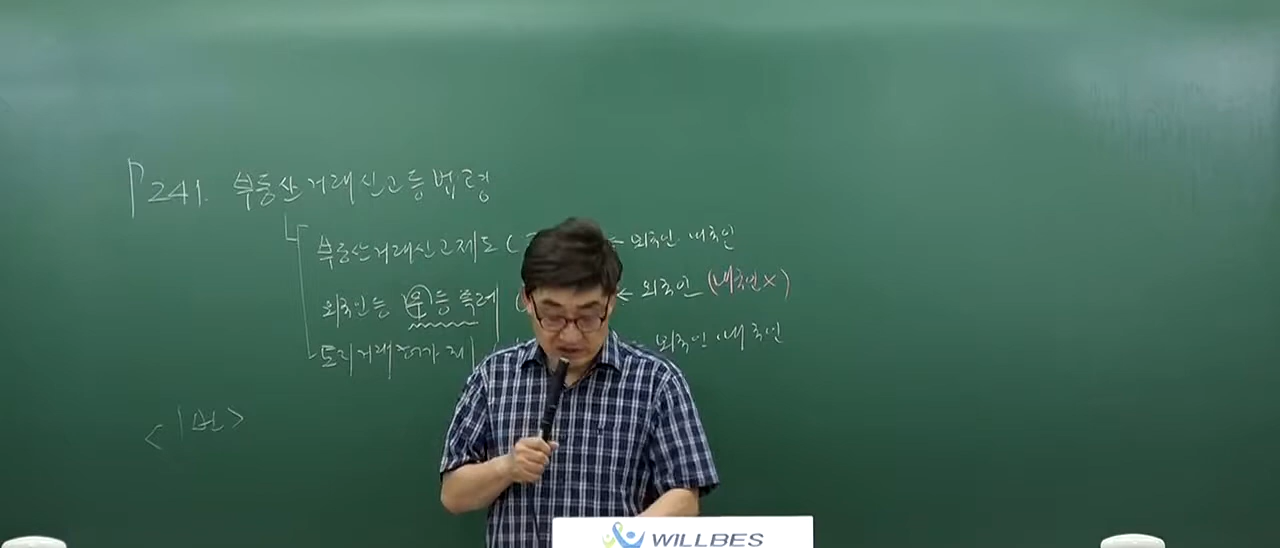 P241. 부동산거래신고등법령
부동산거래신고제도 ( ← 외국인·내국인
외국인등 부등특례 ( ← 외국인 (내국인×)
토지거래허가제 외국인·내국인
<1번>
WILLBES